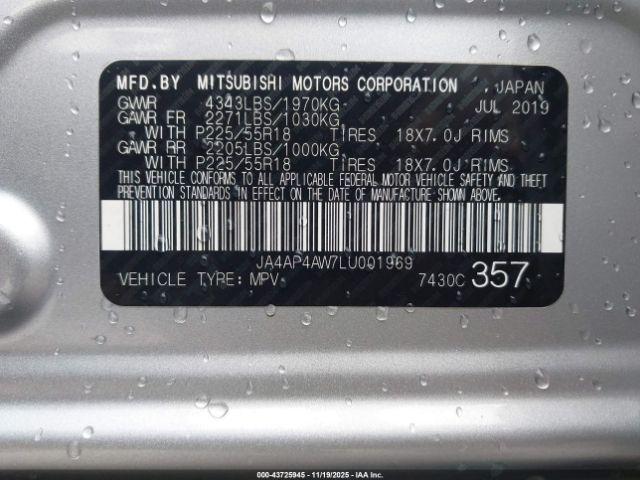 MFD.BY MITSUBISHI MOTORS CORPORATION JAPAN
GVWR 4343LBS/1970KG JUL 2019
GAWR FR 2271LBS/1030KG
WITH P225/55R18 TIRES 18X7.0J RIMS
GAWR RR 2205LBS/1000KG
WITH P225/55R18 TIRES 18X7.0J RIMS
THIS VEHICLE CONFORMS TO ALL APPLICABLE FEDERAL MOTOR VEHICLE SAFETY AND THEFT
PREVENTION STANDARDS IN EFFECT ON THE DATE OF MANUFACTURE SHOWN ABOVE.
JA4AP4AW7LU001969
VEHICLE TYPE: MPV 7430C 357
000-43725945 - 11/19/2025 - IAA Inc.